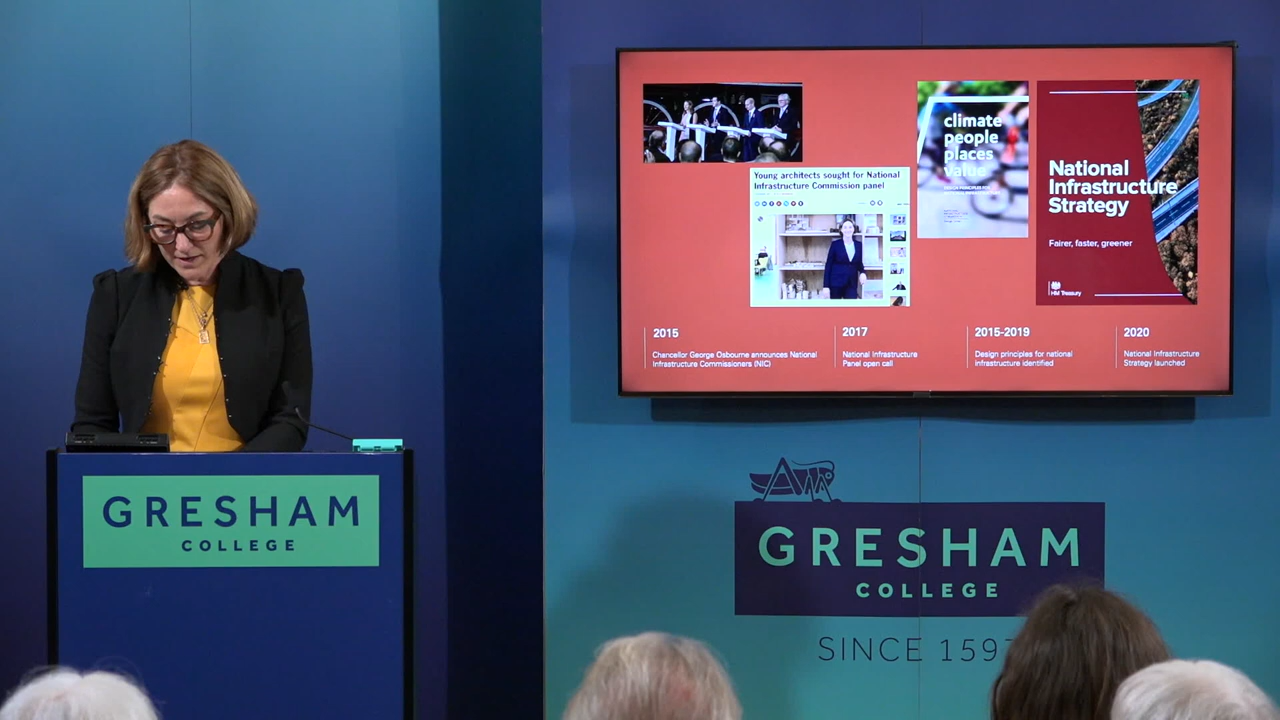 climate
people
places
value
National
Infrastructure
Strategy
Fairer, faster, greener
HM Treasury
Young architects sought for National
Infrastructure Commission panel
2015
Chancellor George Osbourne announces National
Infrastructure Commissioners (NIC)
2017
National Infrastructure
Panel open call
2015-2019
Design principles for national
infrastructure identified
2020
National Infrastructure
Strategy launched
GRESHAM
COLLEGE
GRESHAM
COLLEGE
SINCE 159